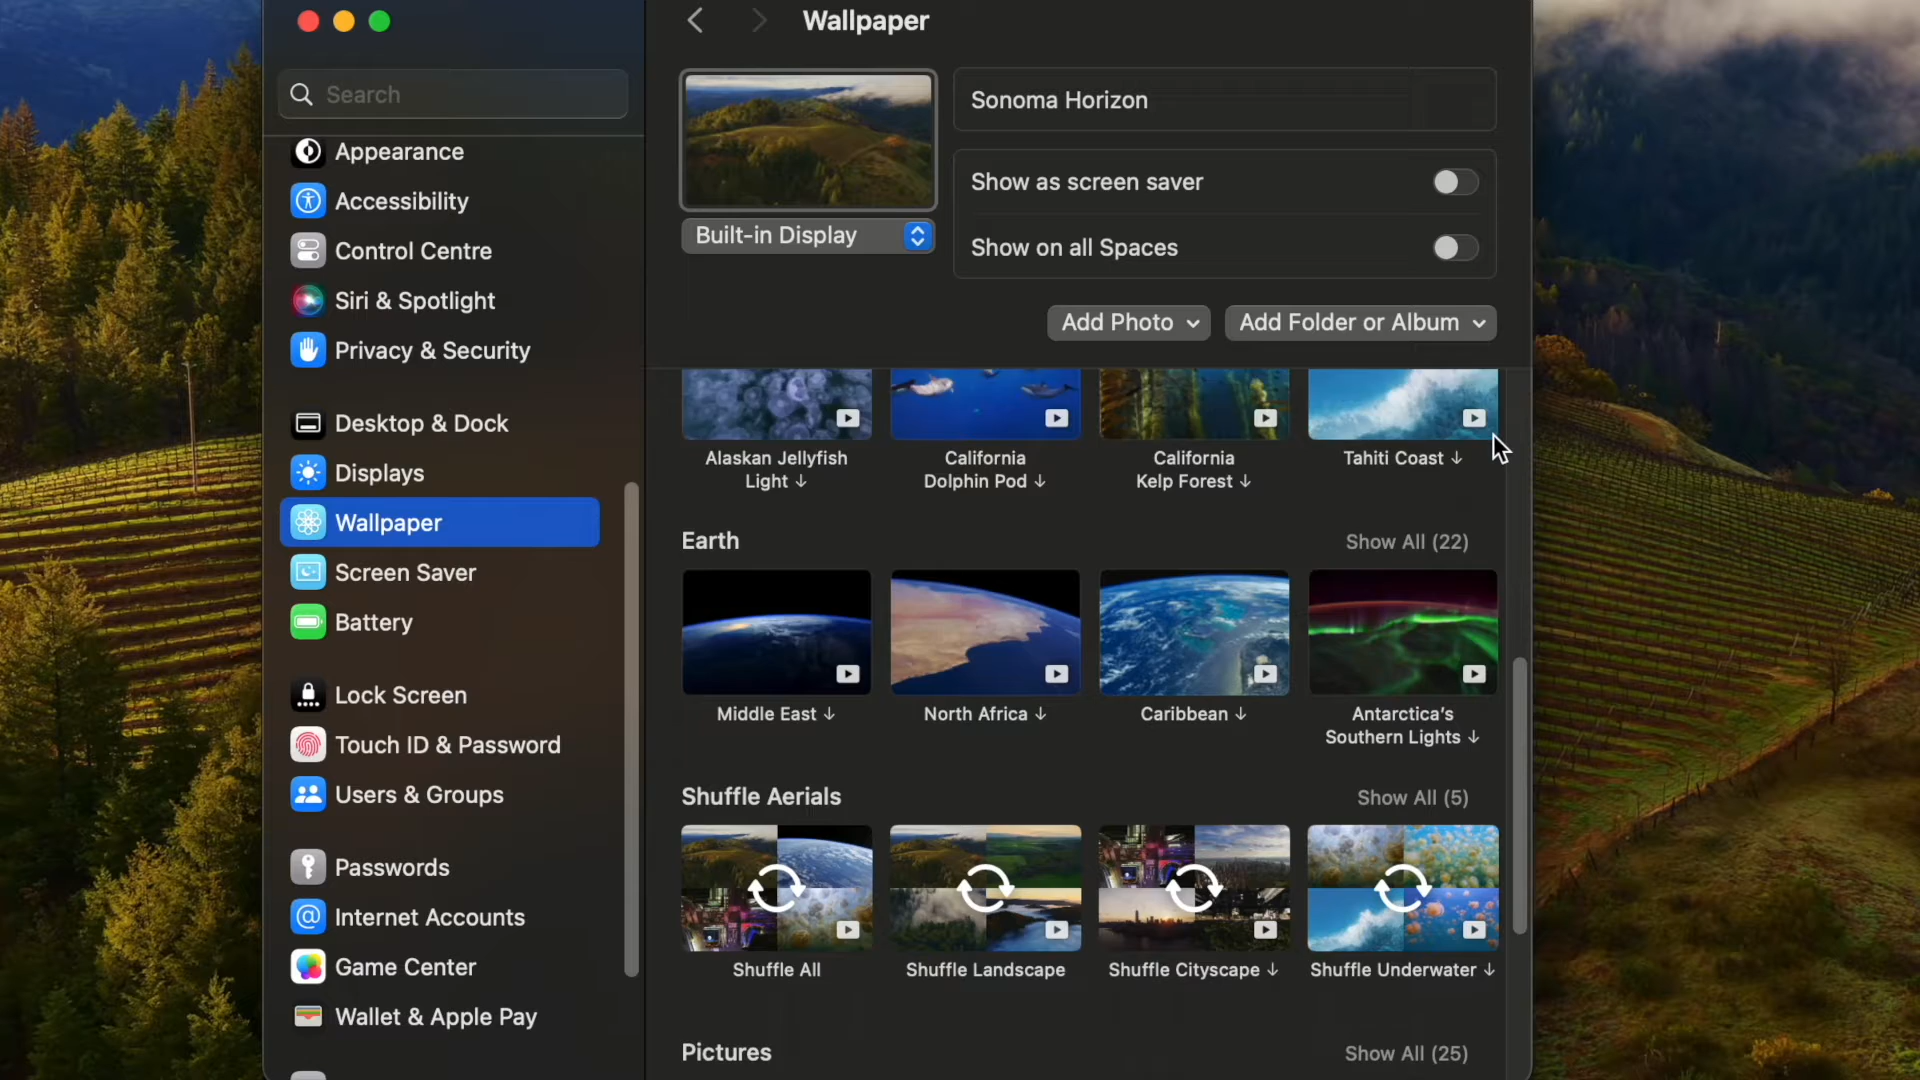 Wallpaper
Search
Appearance
Accessibility
Control Centre
Siri & Spotlight
Privacy & Security
Desktop & Dock
Displays
Wallpaper
Screen Saver
Battery
Lock Screen
Touch ID & Password
Users & Groups
Passwords
Internet Accounts
Game Center
Wallet & Apple Pay
Sonoma Horizon
Built-in Display
Show as screen saver
Show on all Spaces
Add Photo
Add Folder or Album
Alaskan Jellyfish
Light ↓
California
Dolphin Pod ↓
California
Kelp Forest ↓
Tahiti Coast ↓
Earth
Show All (22)
Middle East ↓
North Africa ↓
Caribbean ↓
Antarctica's
Southern Lights ↓
Shuffle Aerials
Show All (5)
Shuffle All
Shuffle Landscape
Shuffle Cityscape ↓
Shuffle Underwater ↓
Pictures
Show All (25)